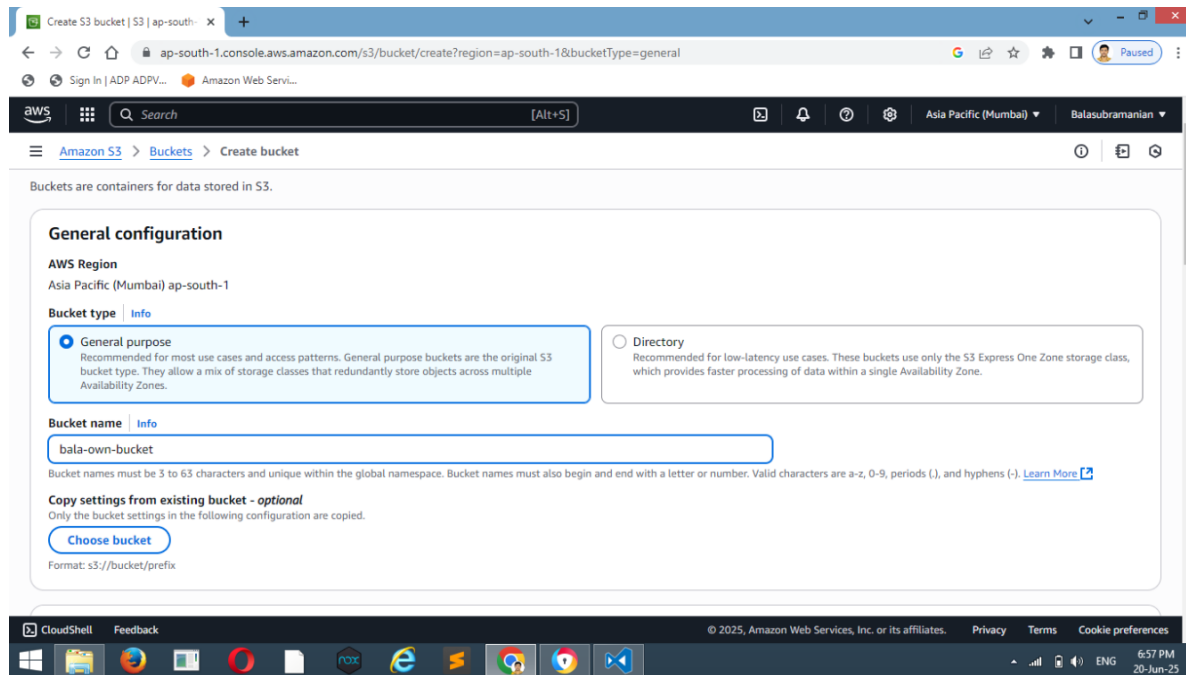 Create S3 bucket | S3 | ap-south-
ap-south-1.console.aws.amazon.com/s3/bucket/create?region=ap-south-1&bucketType=general
G
Paused
Sign In | ADP ADPV...
Amazon Web Servi...
aws
Search
[Alt+S]
Asia Pacific (Mumbai)
Balasubramanian
Amazon S3 > Buckets > Create bucket
Buckets are containers for data stored in S3.
General configuration
AWS Region
Asia Pacific (Mumbai) ap-south-1
Bucket type
Info
General purpose
Recommended for most use cases and access patterns. General purpose buckets are the original S3
bucket type. They allow a mix of storage classes that redundantly store objects across multiple
Availability Zones.
Directory
Recommended for low-latency use cases. These buckets use only the S3 Express One Zone storage class,
which provides faster processing of data within a single Availability Zone.
Bucket name
Info
bala-own-bucket
Bucket names must be 3 to 63 characters and unique within the global namespace. Bucket names must also begin and end with a letter or number. Valid characters are a-z, 0-9, periods (.), and hyphens (-). Learn More
Copy settings from existing bucket - optional
Only the bucket settings in the following configuration are copied.
Choose bucket
Format: s3://bucket/prefix
CloudShell
Feedback
© 2025, Amazon Web Services, Inc. or its affiliates.
Privacy
Terms
Cookie preferences
nox
ENG
6:57 PM
20-Jun-25